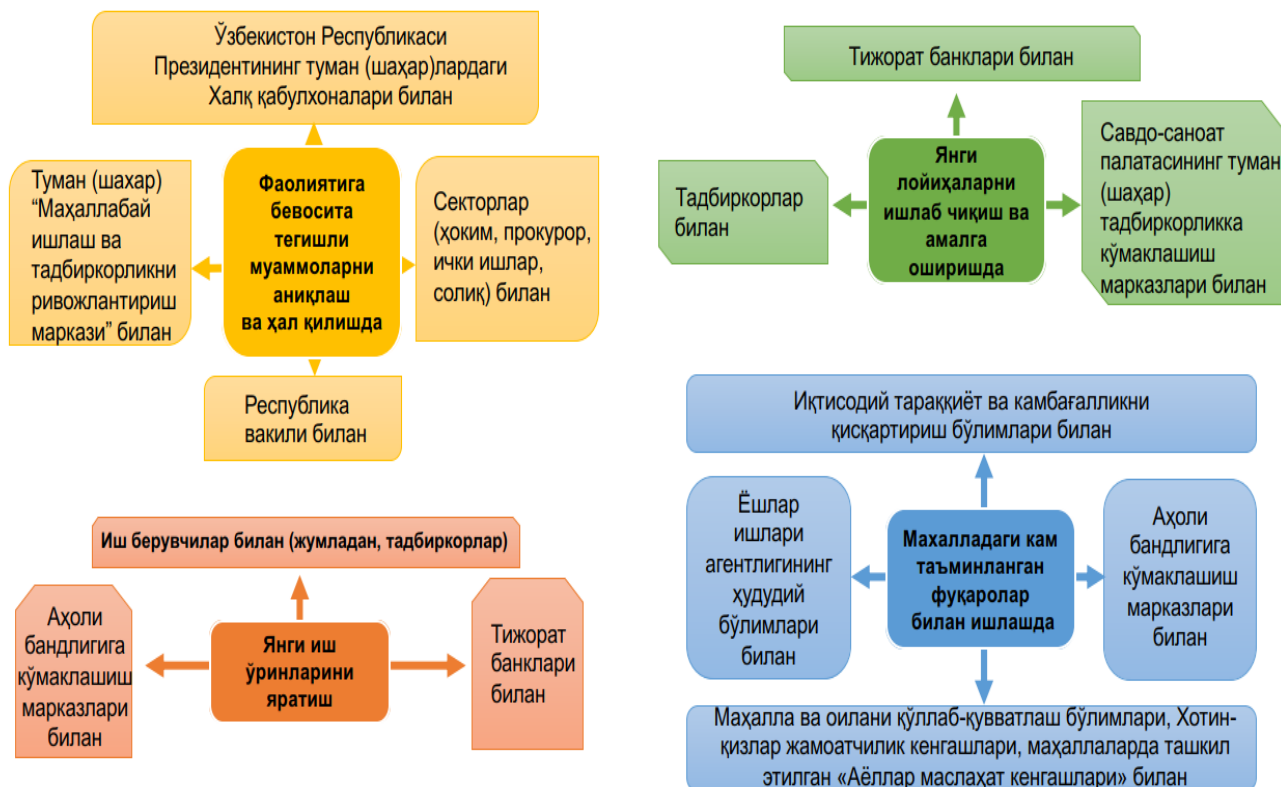 Ўзбекистон Республикаси
Президентининг туман (шаҳар)лардаги
Халқ қабулхоналари билан
Туман (шахар)
“Маҳаллабай
ишлаш ва
тадбиркорликни
ривожлантириш
маркази” билан
Фаолиятига
бевосита
тегишли
муаммоларни
аниқлаш
ва ҳал қилишда
Секторлар
(ҳоким, прокурор,
ички ишлар,
солиқ) билан
Республика
вакили билан
Тижорат банклари билан
Тадбиркорлар
билан
Янги
лойиҳаларни
ишлаб чиқиш ва
амалга
оширишда
Савдо-саноат
палатасининг туман
(шаҳар)
тадбиркорликка
кўмаклашиш
марказлари билан
Иш берувчилар билан (жумладан, тадбиркорлар)
Аҳоли
бандлигига
кўмаклашиш
марказлари
билан
Янги иш
ўринларини
яратиш
Тижорат
банклари
билан
Иқтисодий тараққиёт ва камбағалликни
қисқартириш бўлимлари билан
Ёшлар
ишлари
агентлигининг
ҳудудий
бўлимлари
билан
Махалладаги кам
таъминланган
фуқаролар
билан ишлашда
Аҳоли
бандлигига
кўмаклашиш
марказлари
билан
Маҳалла ва оилани қўллаб-қувватлаш бўлимлари, Хотин-
қизлар жамоатчилик кенгашлари, маҳаллаларда ташкил
этилган «Аёллар маслаҳат кенгашлари» билан